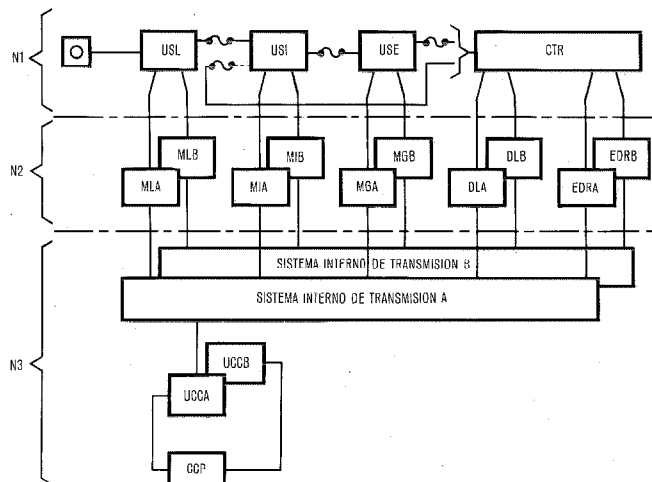 N1
USL
USI
USE
CTR
N2
MLB
MLA
MIB
MIA
MGB
MGA
DLB
DLA
EDRB
EDRA
SISTEMA INTERNO DE TRANSMISION B
SISTEMA INTERNO DE TRANSMISION A
N3
UCCB
UCCA
CCP